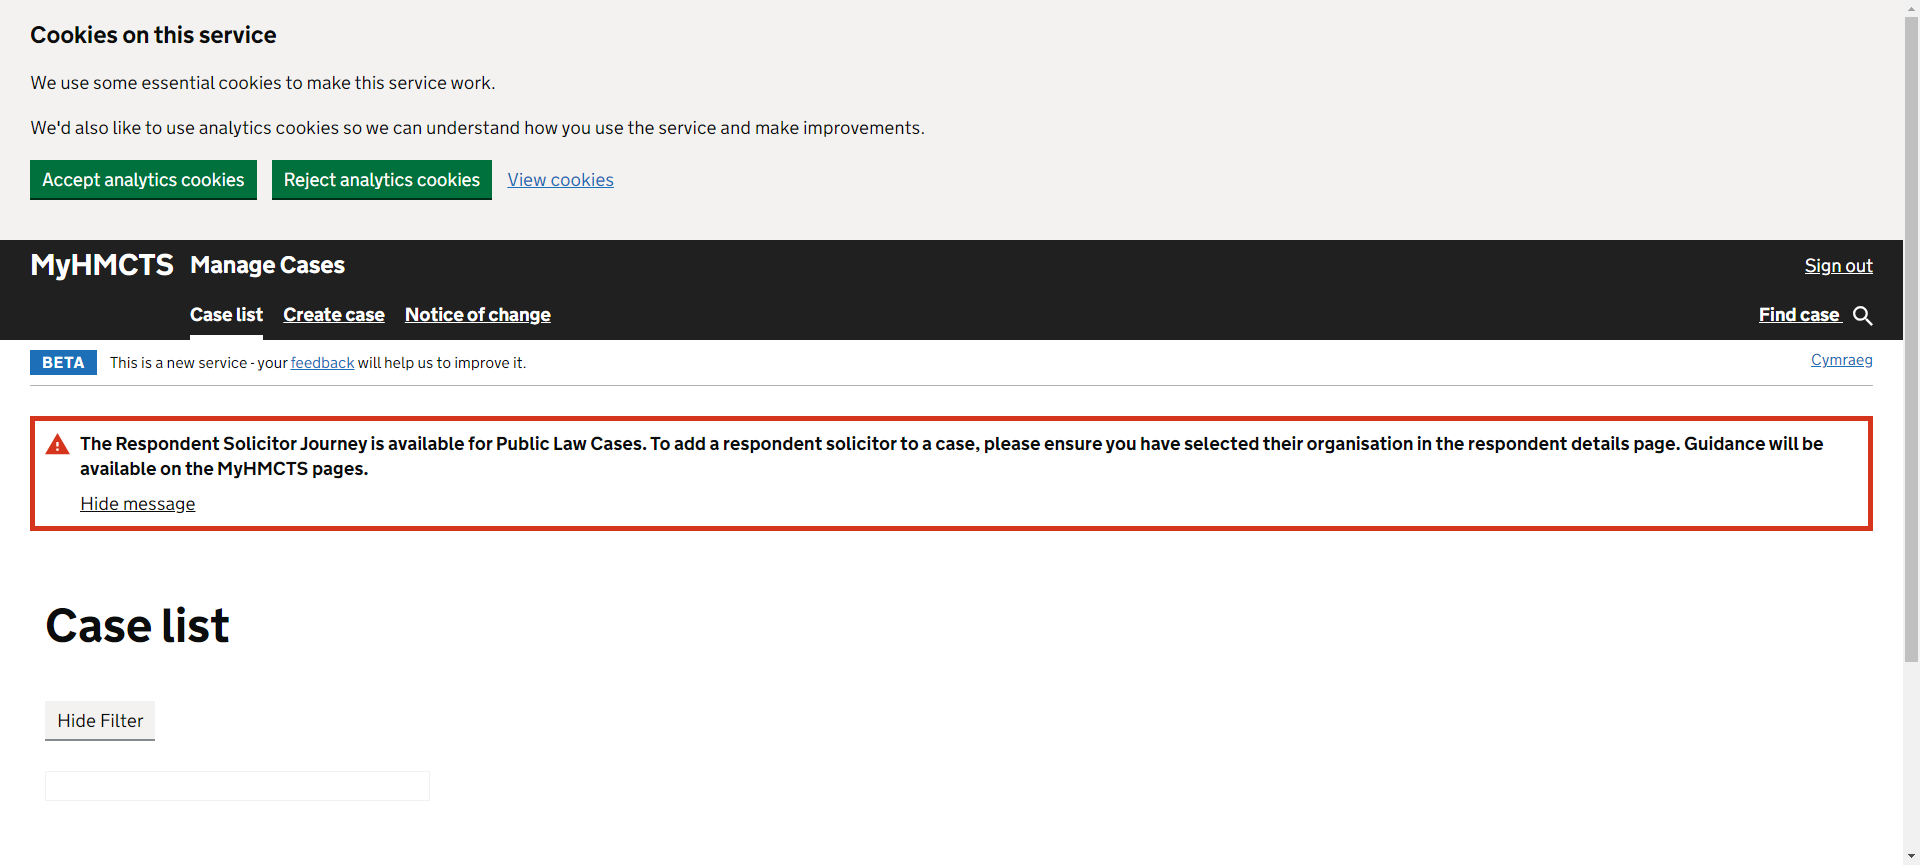 Cookies on this service
We use some essential cookies to make this service work.
We'd also like to use analytics cookies so we can understand how you use the service and make improvements.
Accept analytics cookies Reject analytics cookies View cookies
MyHMCTS Manage Cases Sign out
Case list Create case Notice of change Find case
BETA This is a new service - your feedback will help us to improve it. Cymraeg
The Respondent Solicitor Journey is available for Public Law Cases. To add a respondent solicitor to a case, please ensure you have selected their organisation in the respondent details page. Guidance will be
available on the MyHMCTS pages.
Hide message
Case list
Hide Filter